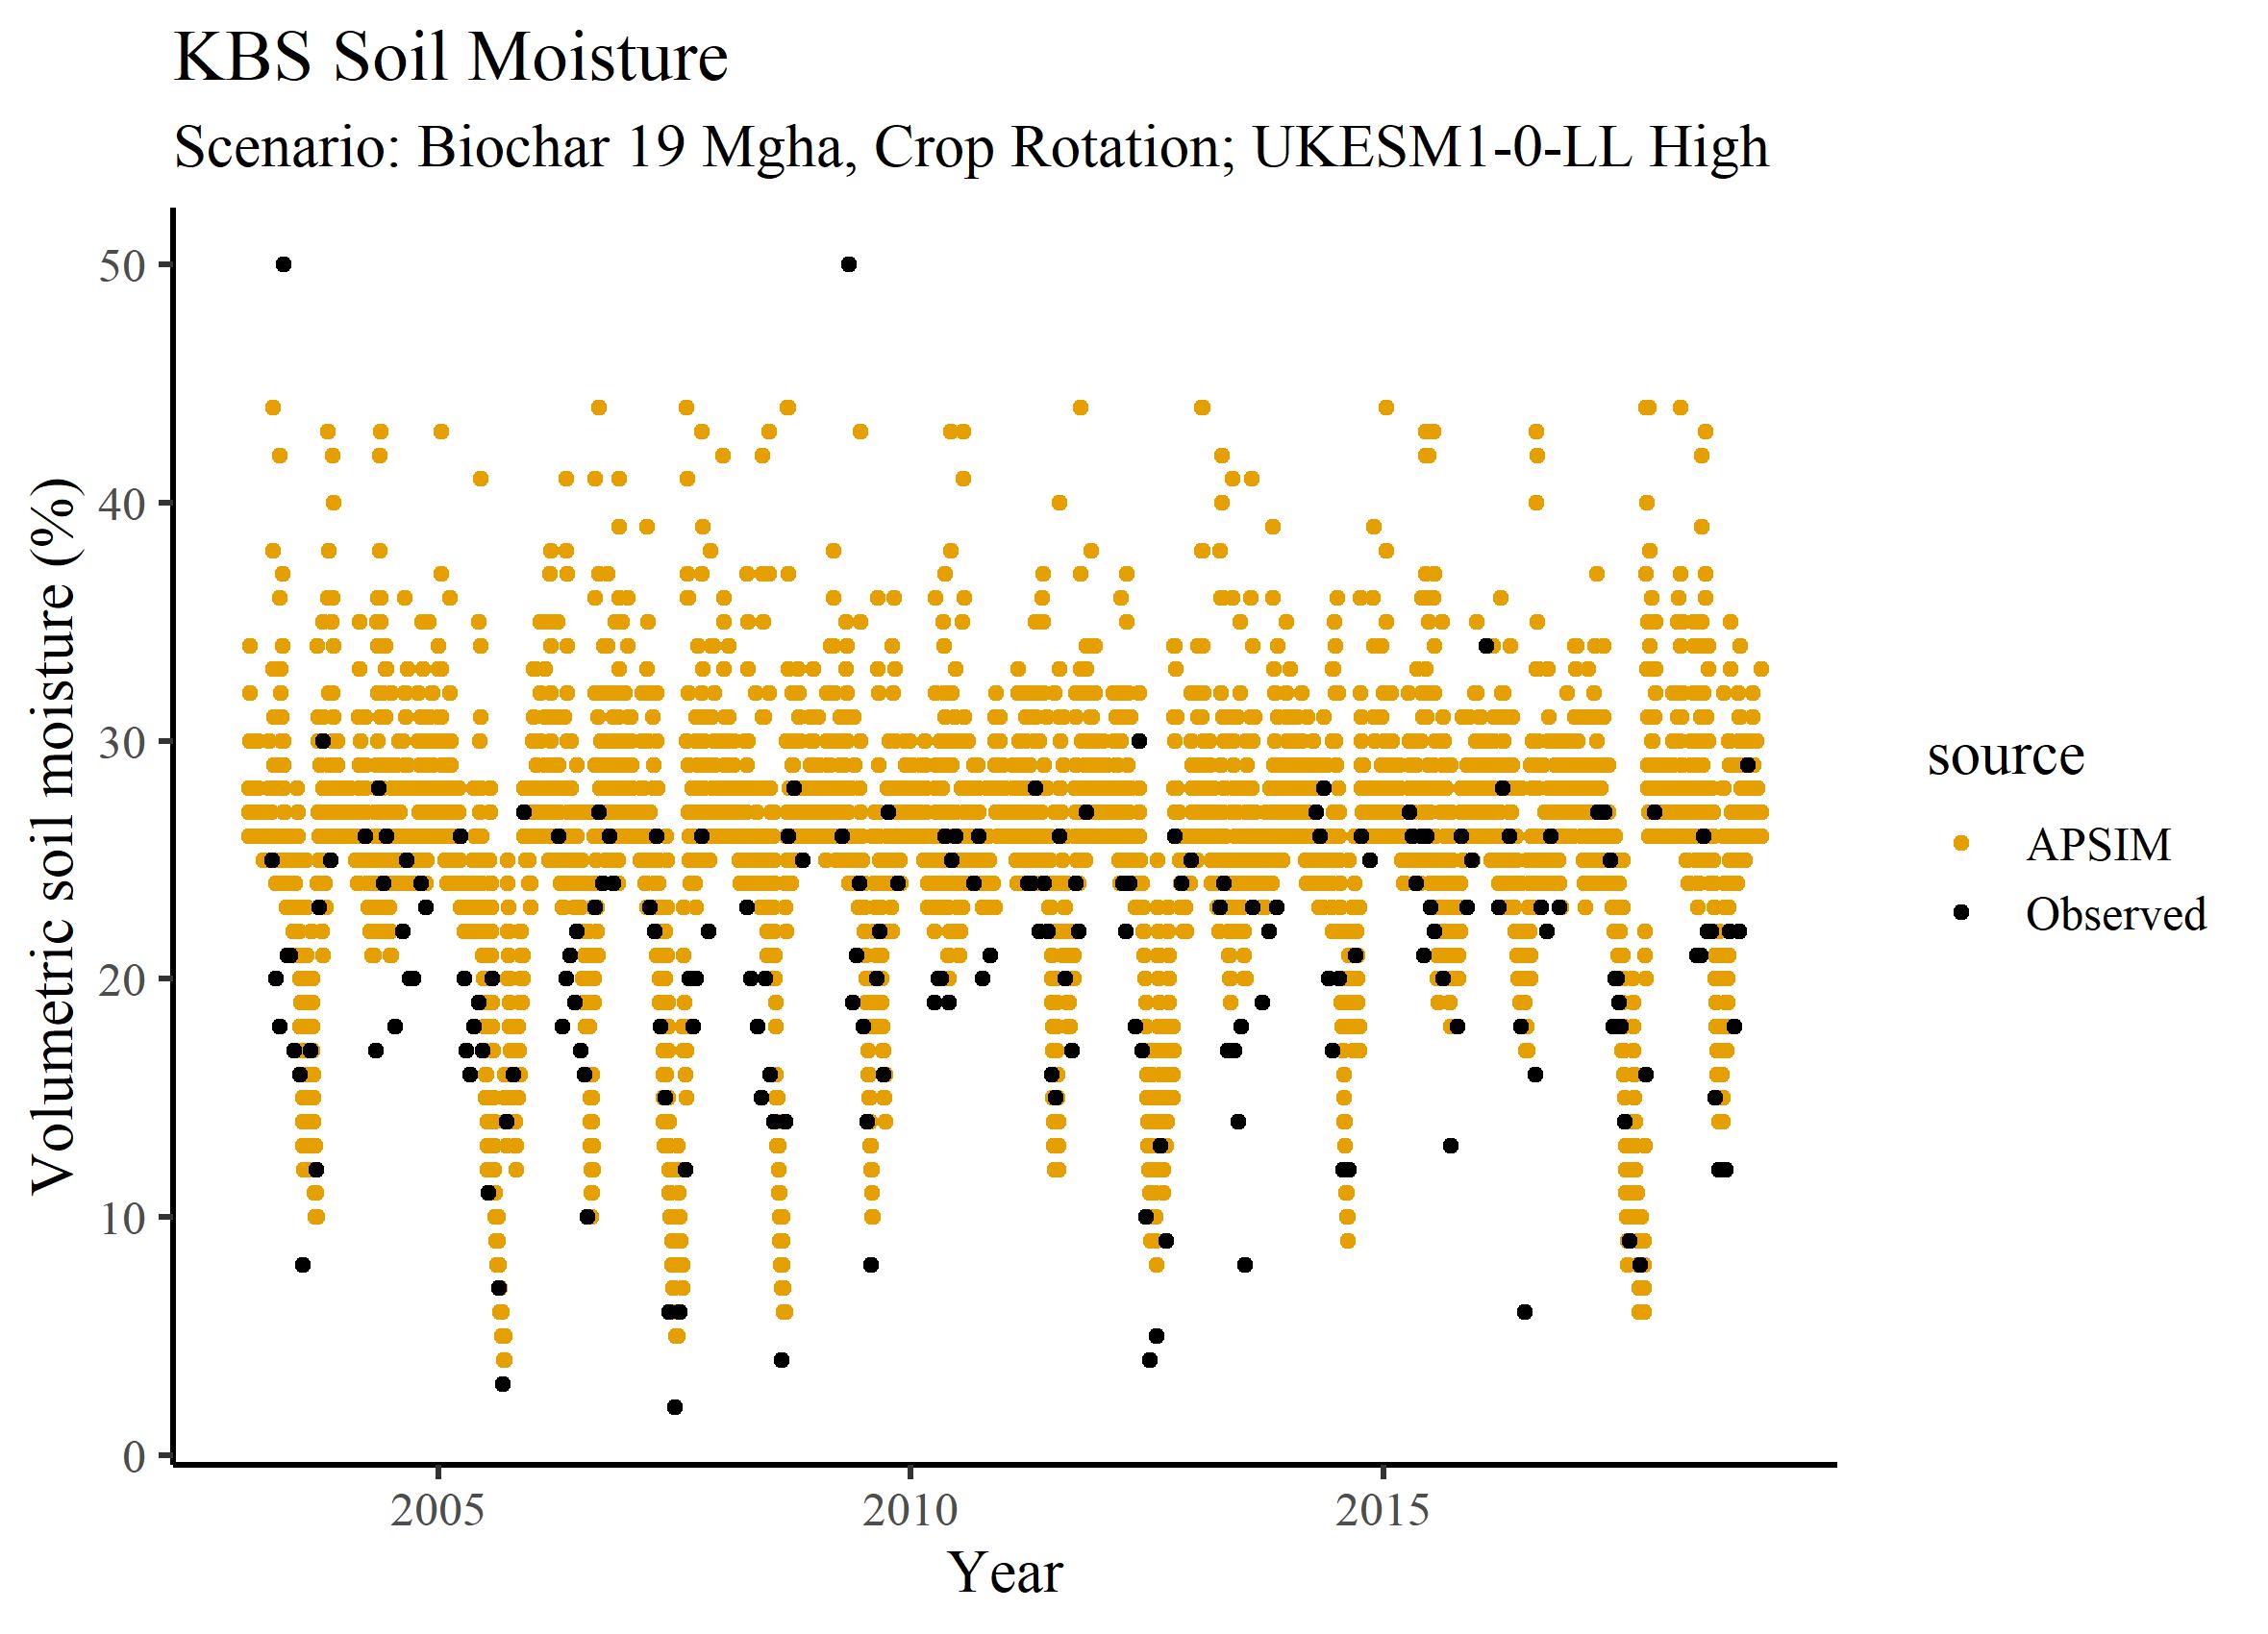 KBS Soil Moisture
Scenario: Biochar 19 Mgha, Crop Rotation; UKESM1-0-LL High
Volumetric soil moisture (%)
50
40
30
20
10
0
2005
2010
2015
Year
source
APSIM
Observed